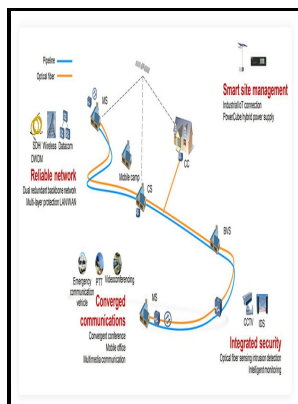 Pipeline
Optical fiber
MS
Smart site management
Industrial IoT connection
PowerCube hybrid power supply
SDH Wireless Datacom
DWDM
Reliable network
Dual redundant backbone network
Multi-layer protection LAN/WAN
Mobile camp
CS
CC
BVS
Emergency
communication
vehicle
PTT
Videoconferencing
Converged
communications
Convergent conference
Mobile office
Multimedia communication
MS
CCTV
IDS
Integrated security
Optical fiber sensing intrusion detection
Intelligent monitoring